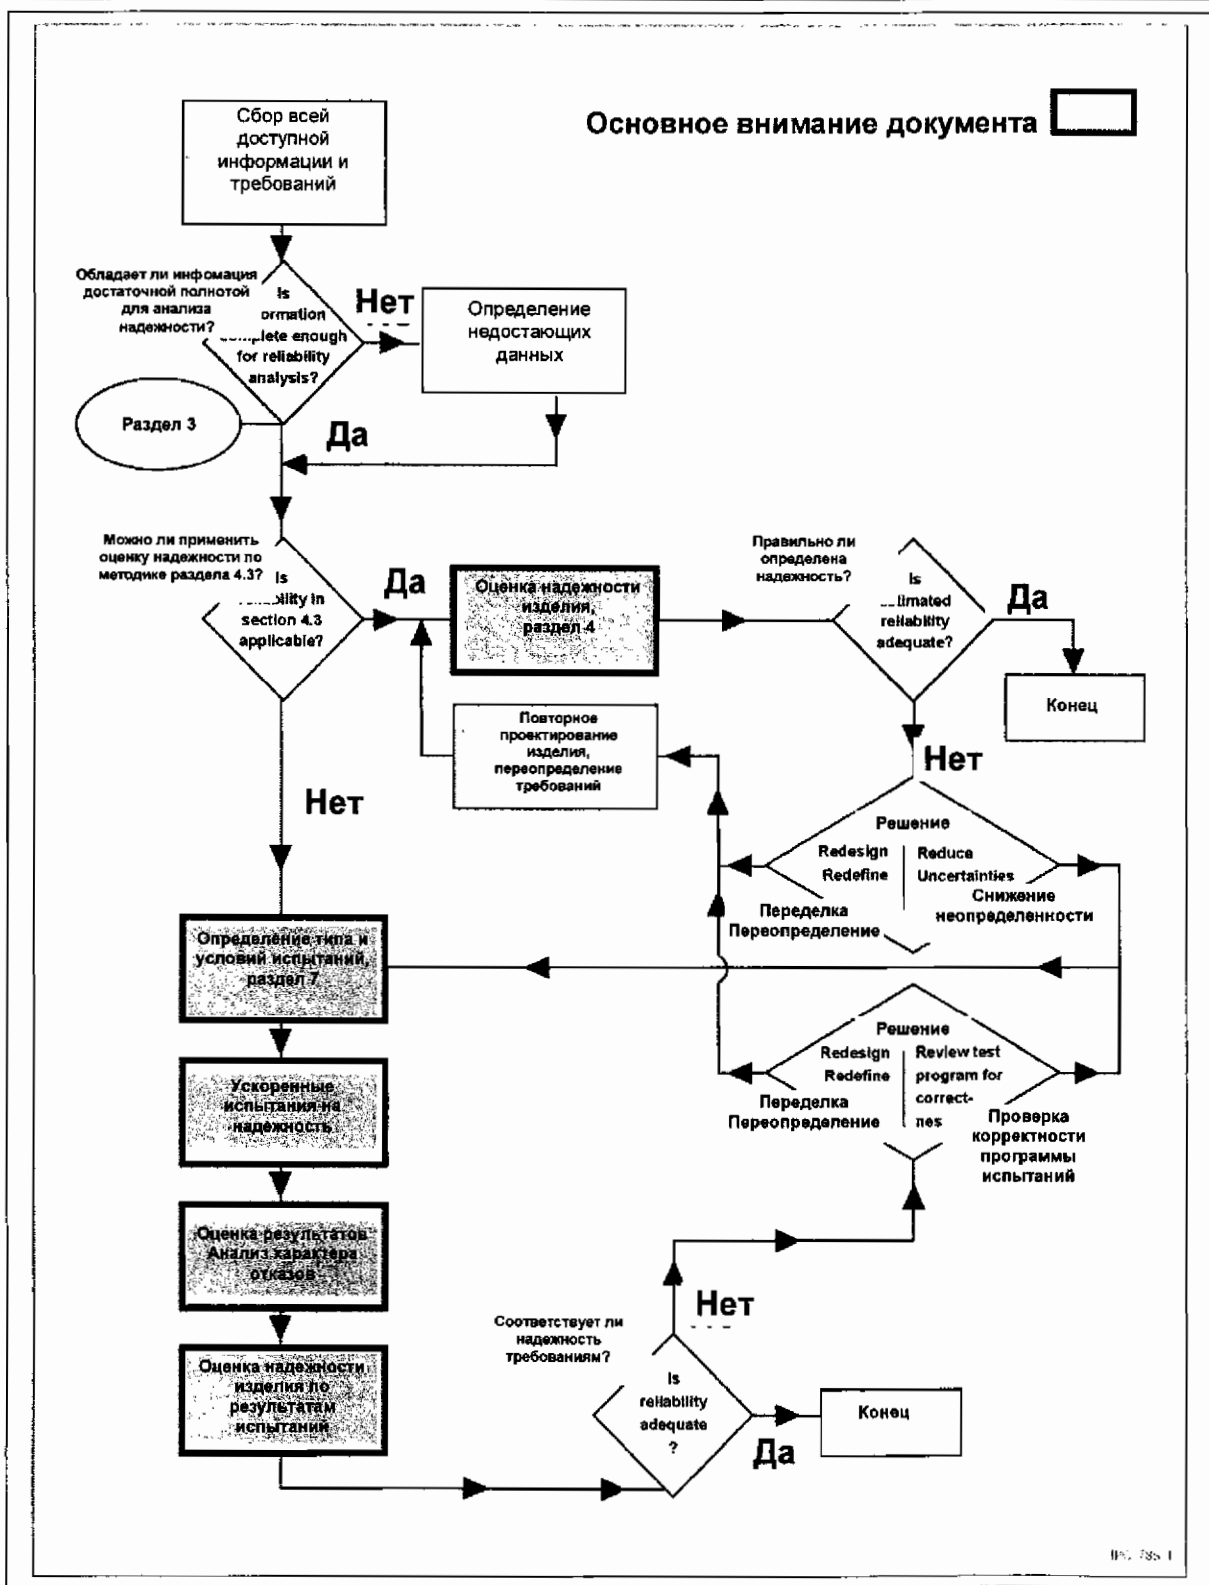 Сбор всей
доступной
информации и
требований
Основное внимание документа
Обладает ли инфомация
достаточной полнотой
для анализа
надежности?
Is
ormation
plete enough
for reliability
analysis?
Нет
Определение
недостающих
данных
Раздел 3
Да
Можно ли применить
оценку надежности по
методике раздела 4.3?
Is
ility in
section 4.3
applicable?
Да
Оценка надежности
изделия,
раздел 4
Правильно ли
определена
надежность?
Is
timated
reliability
adequate?
Да
Конец
Повторное
проектирование
изделия,
переопределение
требований
Нет
Нет
Решение
Redesign
Redefine
Reduce
Uncertainties
Переделка
Переопределение
Снижение
неопределенности
Определение типа и
условий испытаний,
раздел 7
Решение
Redesign
Redefine
Review test
program for
correct-
nes
Переделка
Переопределение
Проверка
корректности
программы
испытаний
Ускоренные
испытания на
надежность
Оценка результатов
Анализ характера
отказов
Нет
Соответствует ли
надежность
требованиям?
Is
reliability
adequate
?
Оценка надежности
изделия по
результатам
испытаний
Да
Конец